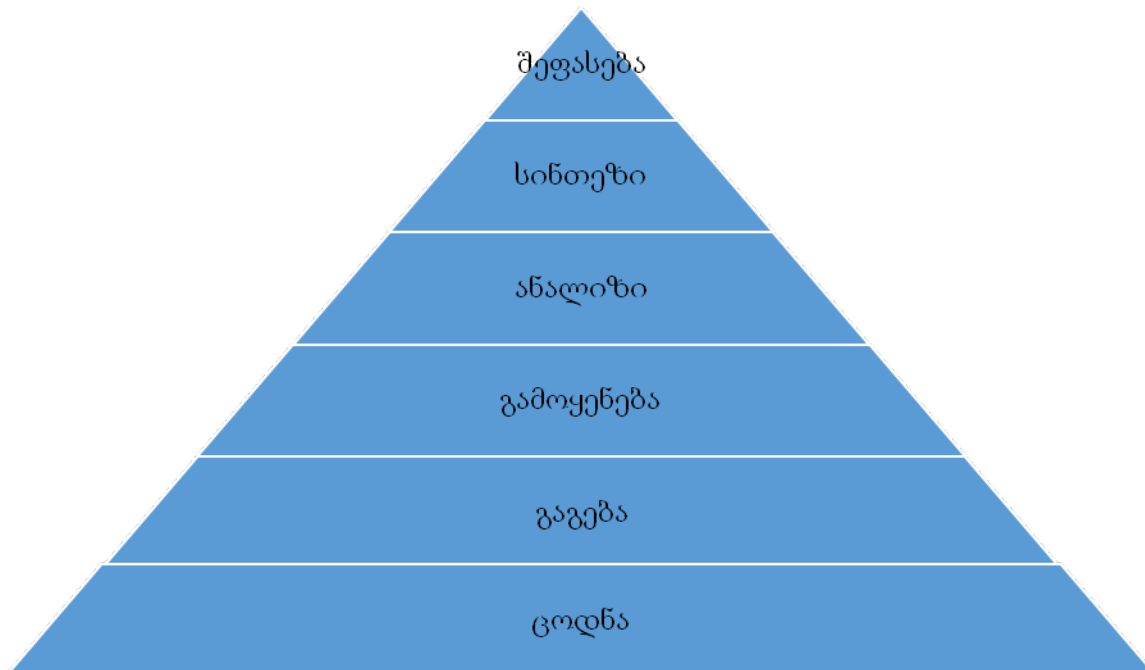 შეფასება
სინთეზი
ანალიზი
გამოყენება
გაგება
ცოდნა